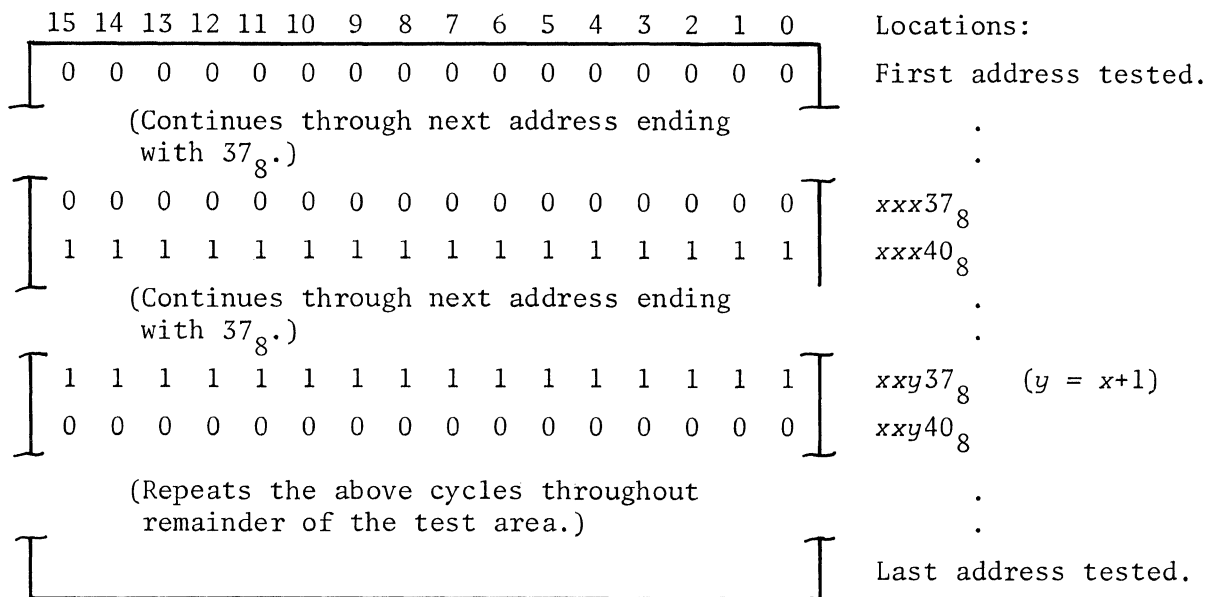 15 14 13 12 11 10 9 8 7 6 5 4 3 2 1 0 Locations:
0 0 0 0 0 0 0 0 0 0 0 0 0 0 0 0 First address tested.
(Continues through next address ending .
with 37₈.) .
0 0 0 0 0 0 0 0 0 0 0 0 0 0 0 0 xxx37₈
1 1 1 1 1 1 1 1 1 1 1 1 1 1 1 1 xxx40₈
(Continues through next address ending .
with 37₈.) .
1 1 1 1 1 1 1 1 1 1 1 1 1 1 1 1 xxy37₈ (y = x+1)
0 0 0 0 0 0 0 0 0 0 0 0 0 0 0 0 xxy40₈
(Repeats the above cycles throughout .
remainder of the test area.) .
Last address tested.